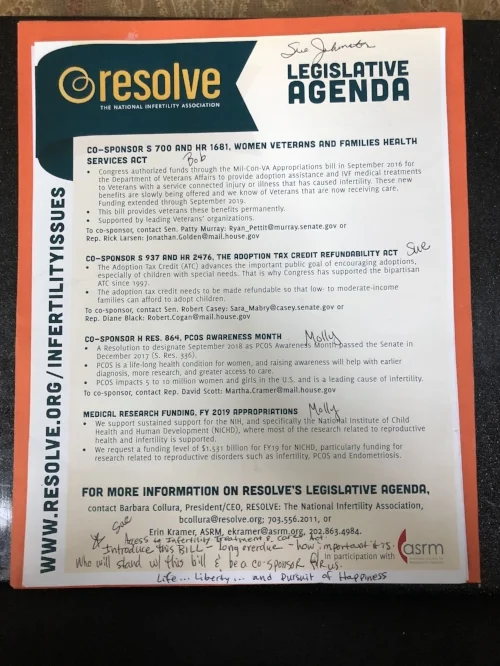 Sue Johnston
resolve
THE NATIONAL INFERTILITY ASSOCIATION
LEGISLATIVE
AGENDA
WWW.RESOLVE.ORG/INFERTILITYISSUES
CO-SPONSOR S 700 AND HR 1681, WOMEN VETERANS AND FAMILIES HEALTH
SERVICES ACT
Bob
• Congress authorized funds through the Mil-Con-VA Appropriations bill in September 2016 for
the Department of Veterans Affairs to provide adoption assistance and IVF medical treatments
to Veterans with a service connected injury or illness that has caused infertility. These new
benefits are slowly being offered and we know of Veterans that are now receiving care.
Funding extended through September 2019.
• This bill provides veterans these benefits permanently.
• Supported by leading Veterans' organizations.
To co-sponsor, contact Sen. Patty Murray: Ryan_Pettit@murray.senate.gov or
Rep. Rick Larsen: Jonathan.Golden@mail.house.gov
CO-SPONSOR S 937 AND HR 2476, THE ADOPTION TAX CREDIT REFUNDABILITY ACT Sue
• The Adoption Tax Credit (ATC) advances the important public goal of encouraging adoptions,
especially of children with special needs. That is why Congress has supported the bipartisan
ATC since 1997.
• The adoption tax credit needs to be made refundable so that low- to moderate-income
families can afford to adopt children.
To co-sponsor, contact Sen. Robert Casey: Sara_Mabry@casey.senate.gov or
Rep. Diane Black: Robert.Cogan@mail.house.gov
CO-SPONSOR H RES. 864, PCOS AWARENESS MONTH Molly
• A Resolution to designate September 2018 as PCOS Awareness Month passed the Senate in
December 2017 (S. Res. 336).
• PCOS is a life-long health condition for women, and raising awareness will help with earlier
diagnosis, more research, and greater access to care.
• PCOS impacts 5 to 10 million women and girls in the U.S. and is a leading cause of infertility.
To co-sponsor, contact Rep. David Scott: Martha.Cramer@mail.house.gov
MEDICAL RESEARCH FUNDING, FY 2019 APPROPRIATIONS Molly
• We support sustained support for the NIH, and specifically the National Institute of Child
Health and Human Development (NICHD), where most of the research related to reproductive
health and infertility is supported.
• We request a funding level of $1.531 billion for FY19 for NICHD, particularly funding for
research related to reproductive disorders such as infertility, PCOS and Endometriosis.
FOR MORE INFORMATION ON RESOLVE'S LEGISLATIVE AGENDA,
contact Barbara Collura, President/CEO, RESOLVE: The National Infertility Association,
bcollura@resolve.org; 703.556.2011, or
Erin Kramer, ASRM, ekramer@asrm.org, 202.863.4984.
Access to Infertility Treatment & Care Act
Introduce this BILL - long overdue - how important it is.
Who will stand w/ this bill & be a co-sponsor for us.
Life... Liberty... and Pursuit of Happiness
in participation with asrm